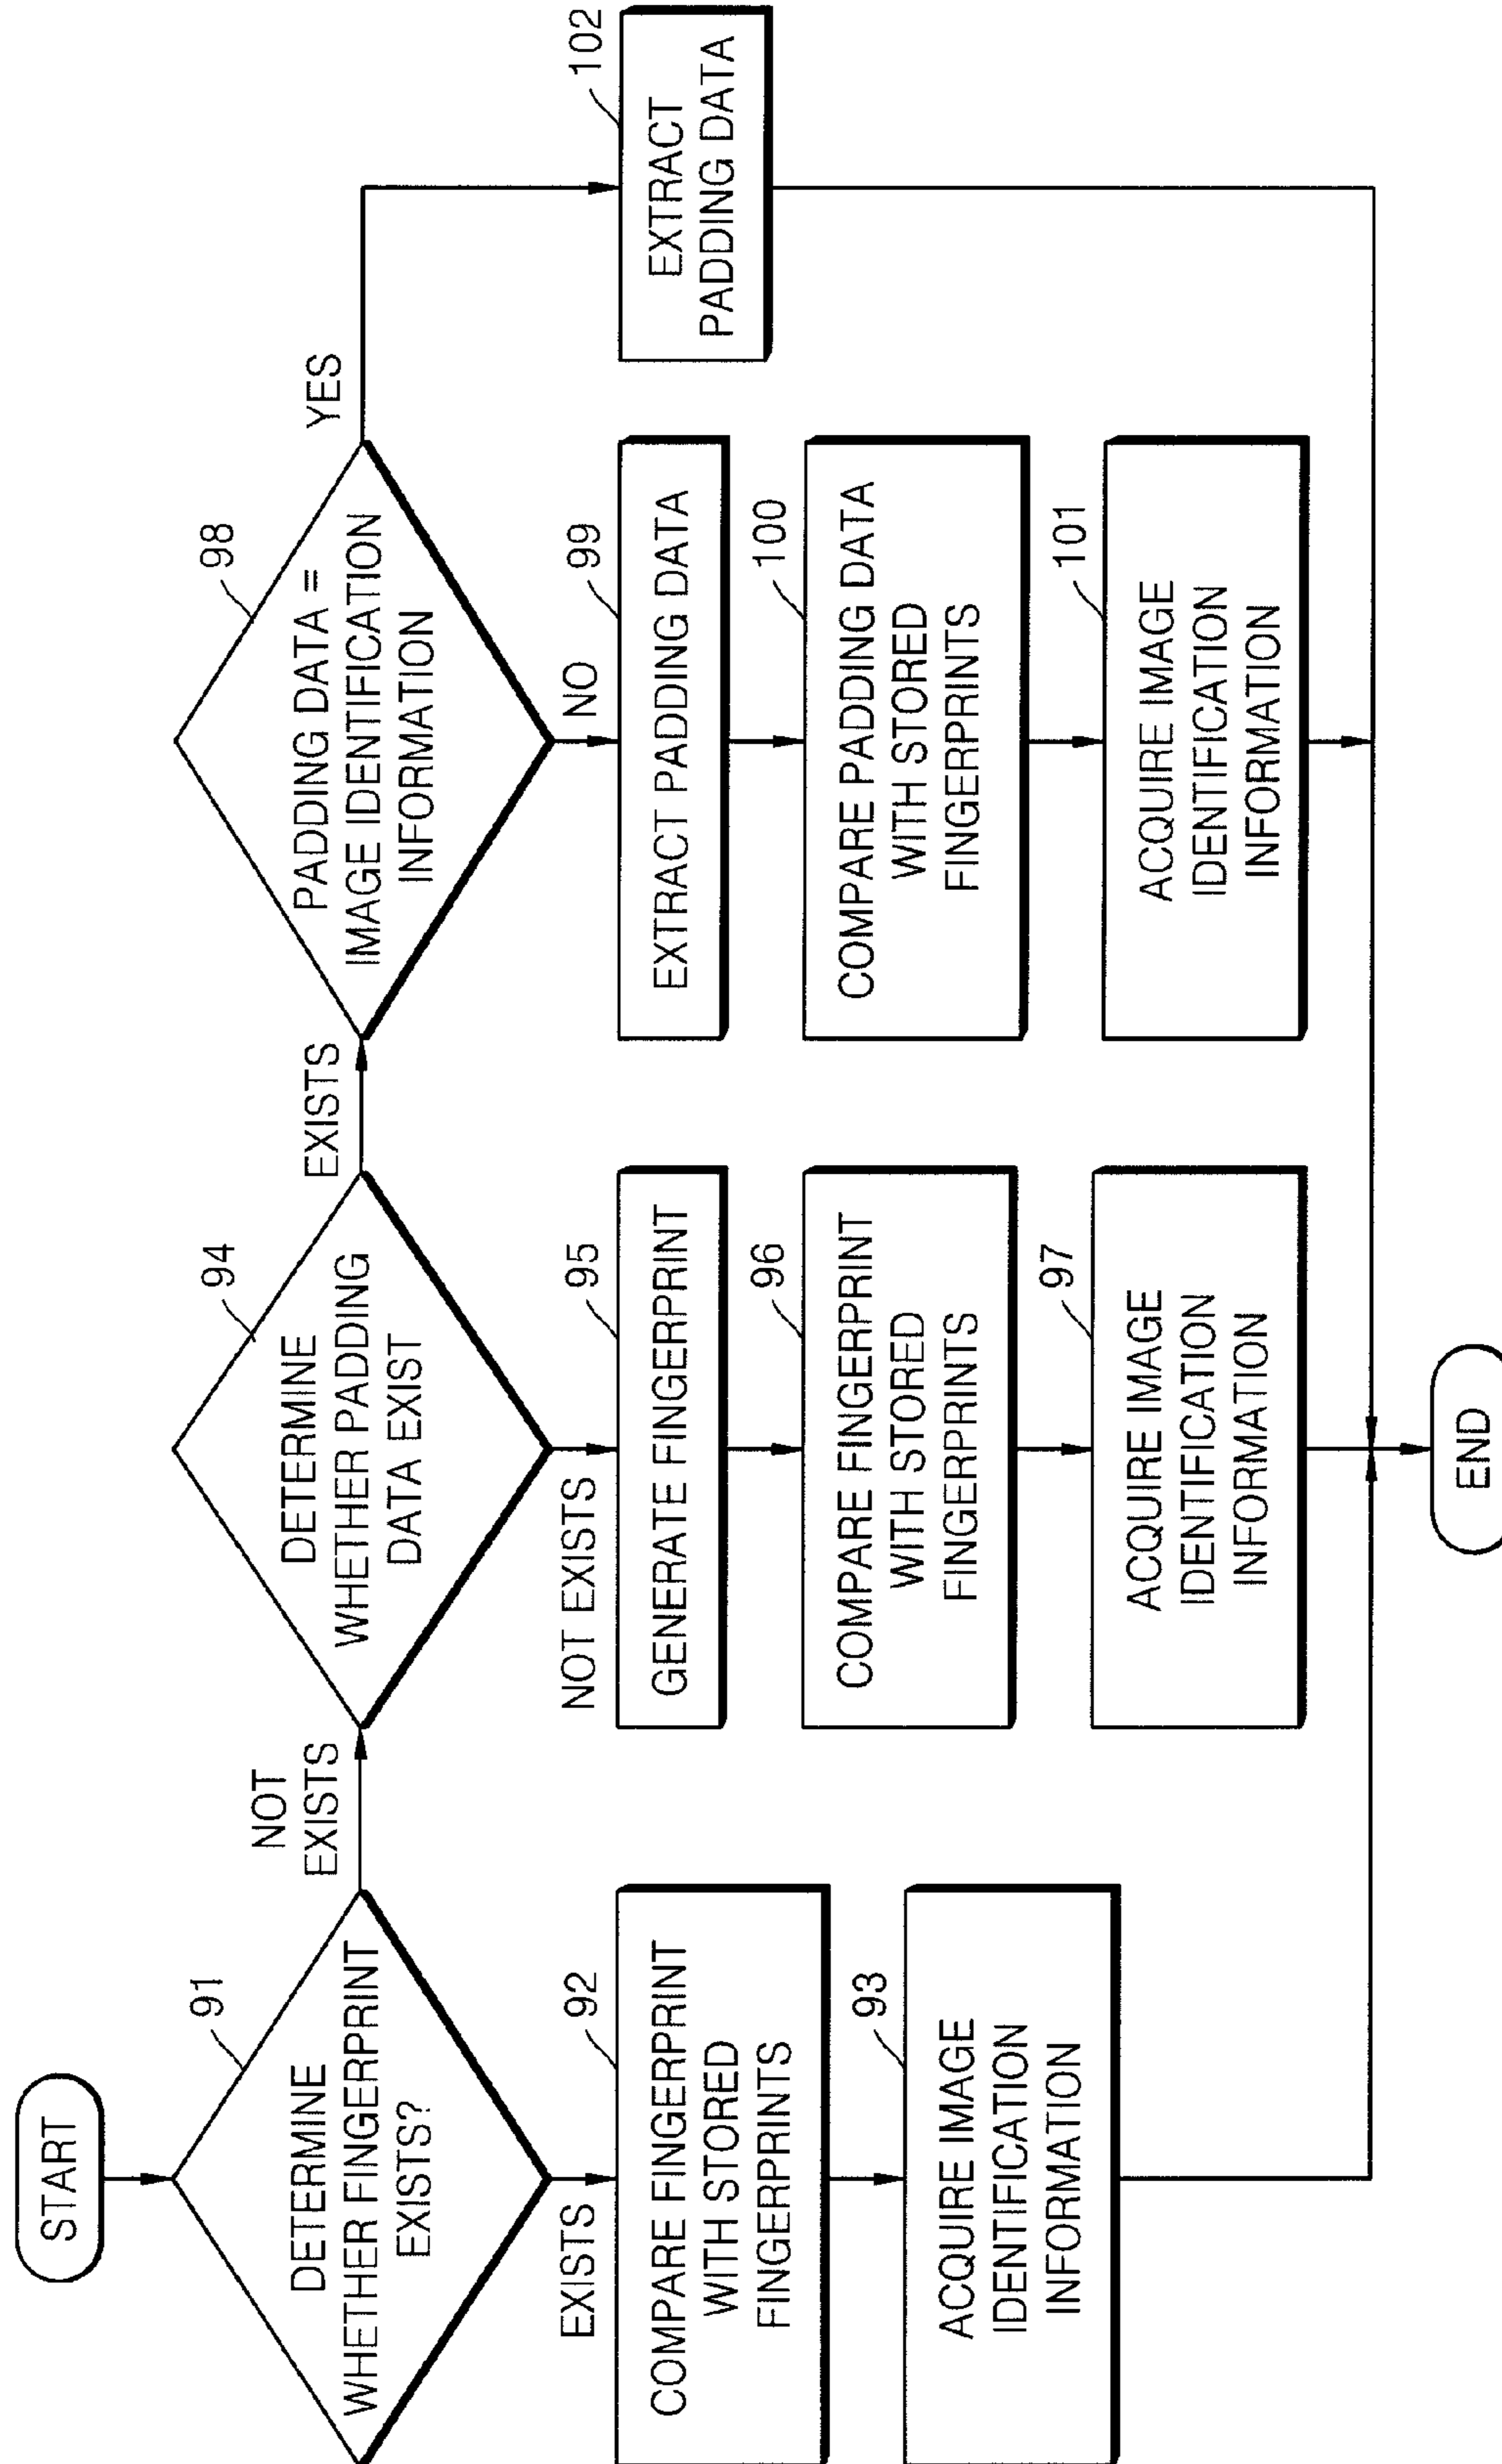 START
91
DETERMINE
WHETHER FINGERPRINT
EXISTS?
EXISTS
NOT
EXISTS
92
COMPARE FINGERPRINT
WITH STORED
FINGERPRINTS
93
ACQUIRE IMAGE
IDENTIFICATION
INFORMATION
94
DETERMINE
WHETHER PADDING
DATA EXIST
NOT EXISTS
EXISTS
95
GENERATE FINGERPRINT
96
COMPARE FINGERPRINT
WITH STORED
FINGERPRINTS
97
ACQUIRE IMAGE
IDENTIFICATION
INFORMATION
98
PADDING DATA =
IMAGE IDENTIFICATION
INFORMATION
NO
YES
99
EXTRACT PADDING DATA
100
COMPARE PADDING DATA
WITH STORED
FINGERPRINTS
101
ACQUIRE IMAGE
IDENTIFICATION
INFORMATION
102
EXTRACT
PADDING DATA
END